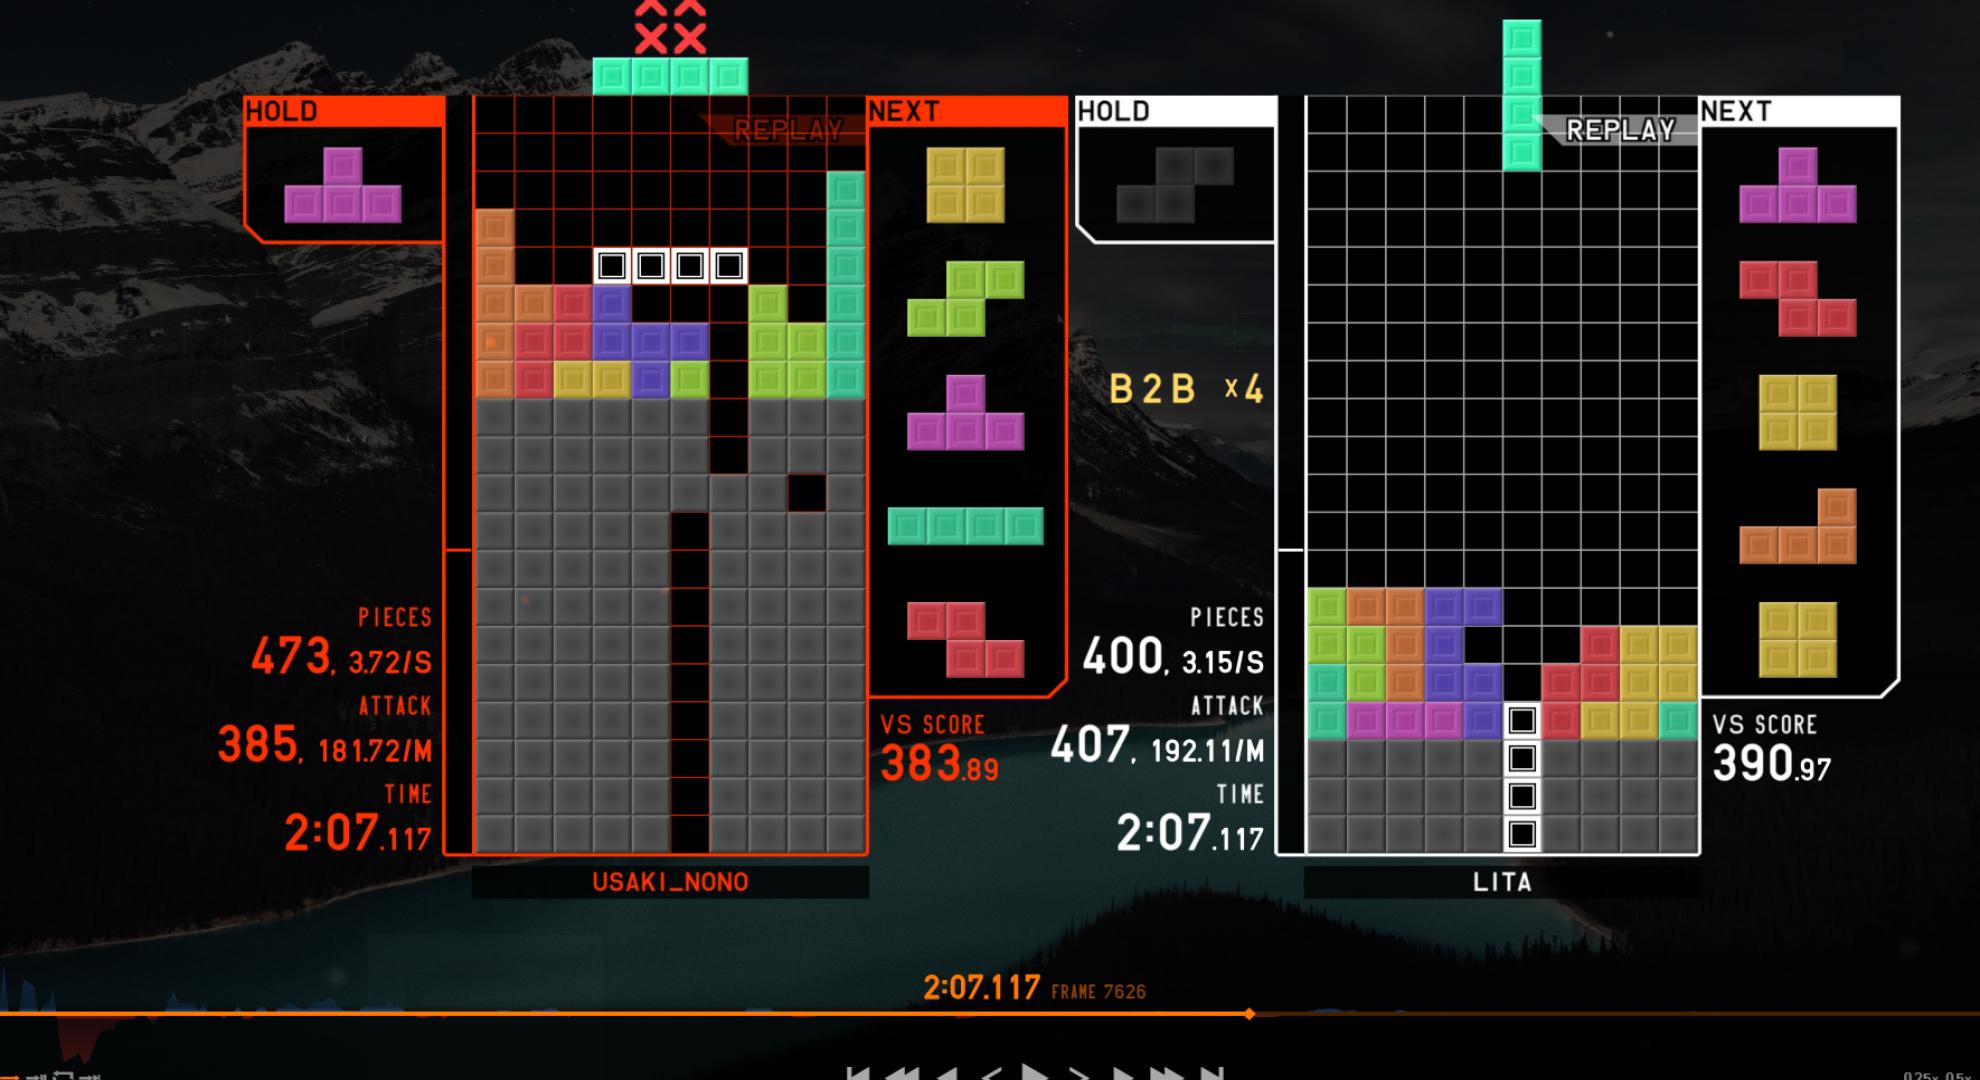 HOLD
REPLAY
NEXT
HOLD
REPLAY
NEXT
B2B ×4
PIECES
473, 3.72/S
ATTACK
385, 181.72/M
TIME
2:07.117
VS SCORE
383.89
PIECES
400, 3.15/S
ATTACK
407, 192.11/M
TIME
2:07.117
VS SCORE
390.97
USAKI_NONO
LITA
2:07.117 FRAME 7626